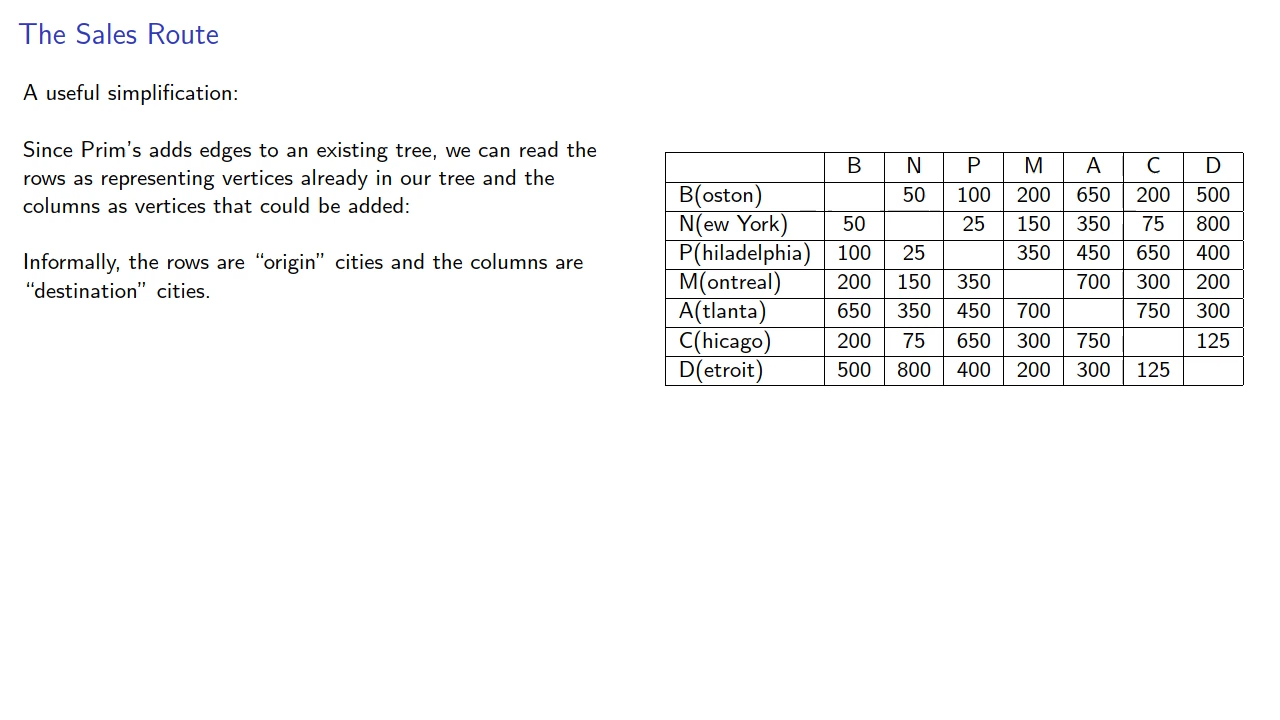 The Sales Route
A useful simplification:
Since Prim's adds edges to an existing tree, we can read the
rows as representing vertices already in our tree and the
columns as vertices that could be added:
Informally, the rows are “origin” cities and the columns are
“destination” cities.
B N P M A C D
B(oston) 50 100 200 650 200 500
N(ew York) 50 25 150 350 75 800
P(hiladelphia) 100 25 350 450 650 400
M(ontreal) 200 150 350 700 300 200
A(tlanta) 650 350 450 700 750 300
C(hicago) 200 75 650 300 750 125
D(etroit) 500 800 400 200 300 125